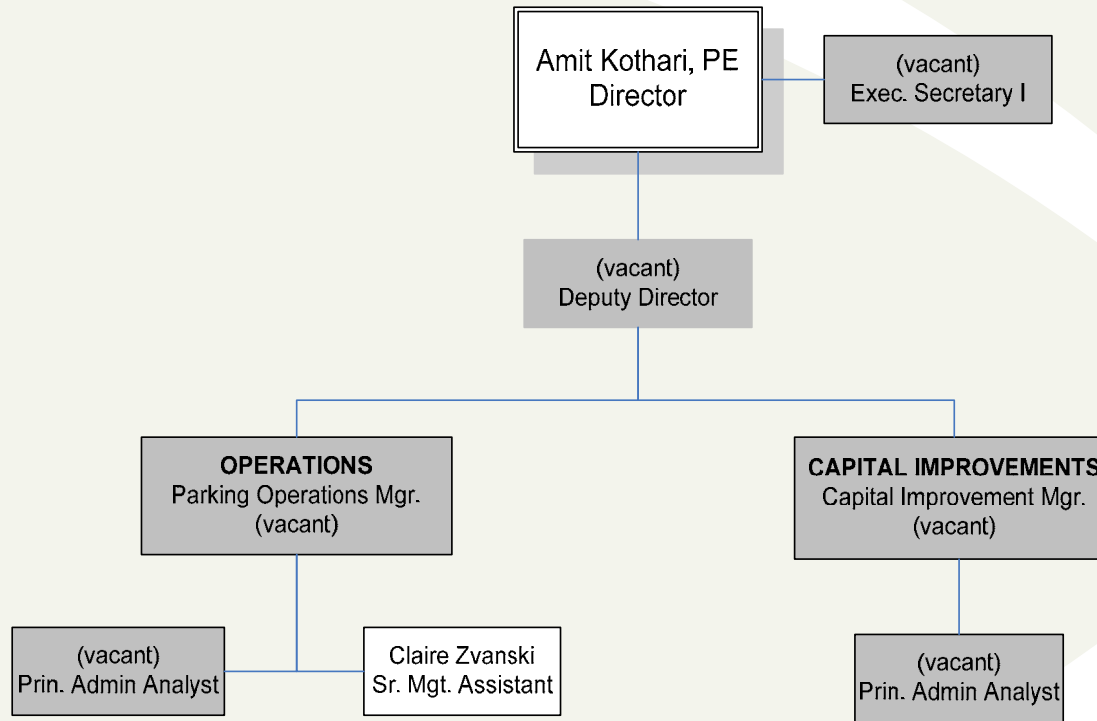 Amit Kothari, PE
Director
(vacant)
Exec. Secretary I
(vacant)
Deputy Director
OPERATIONS
Parking Operations Mgr.
(vacant)
CAPITAL IMPROVEMENTS
Capital Improvement Mgr.
(vacant)
(vacant)
Prin. Admin Analyst
Claire Zvanski
Sr. Mgt. Assistant
(vacant)
Prin. Admin Analyst